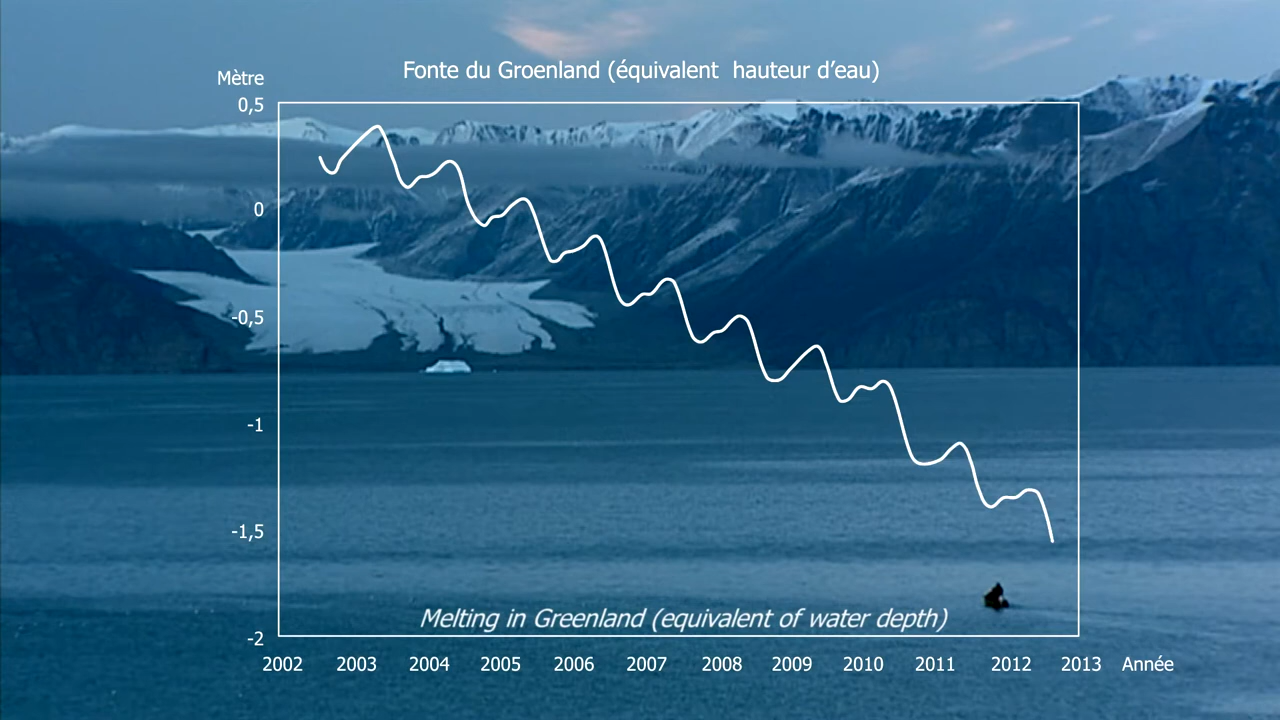 Fonte du Groenland (équivalent hauteur d’eau)
Mètre
0,5
0
-0,5
-1
-1,5
-2
Melting in Greenland (equivalent of water depth)
2002 2003 2004 2005 2006 2007 2008 2009 2010 2011 2012 2013 Année